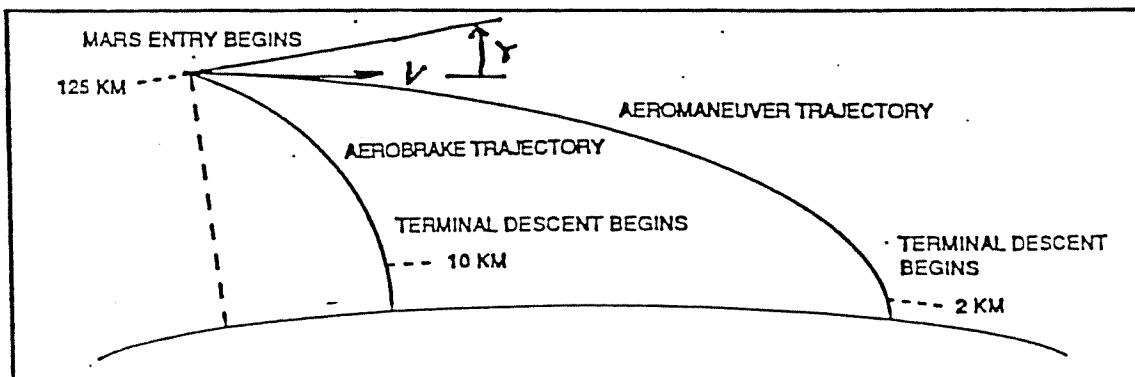 MARS ENTRY BEGINS
γ
125 KM
V
AEROMANEUVER TRAJECTORY
AEROBRAKE TRAJECTORY
TERMINAL DESCENT BEGINS
10 KM
TERMINAL DESCENT
BEGINS
2 KM